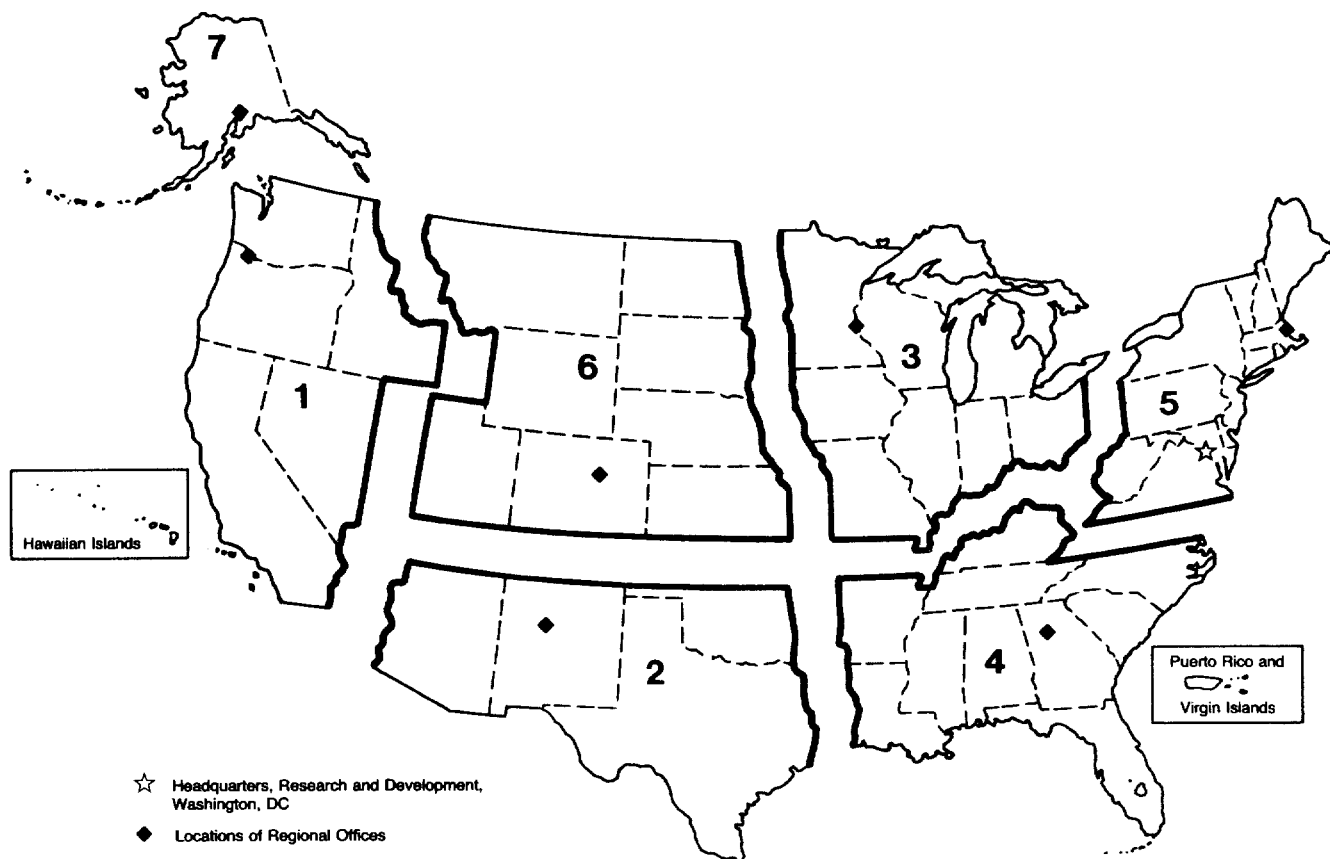 7
1
6
3
5
Hawaiian Islands
2
4
Puerto Rico and
Virgin Islands
Headquarters, Research and Development,
Washington, DC
Locations of Regional Offices